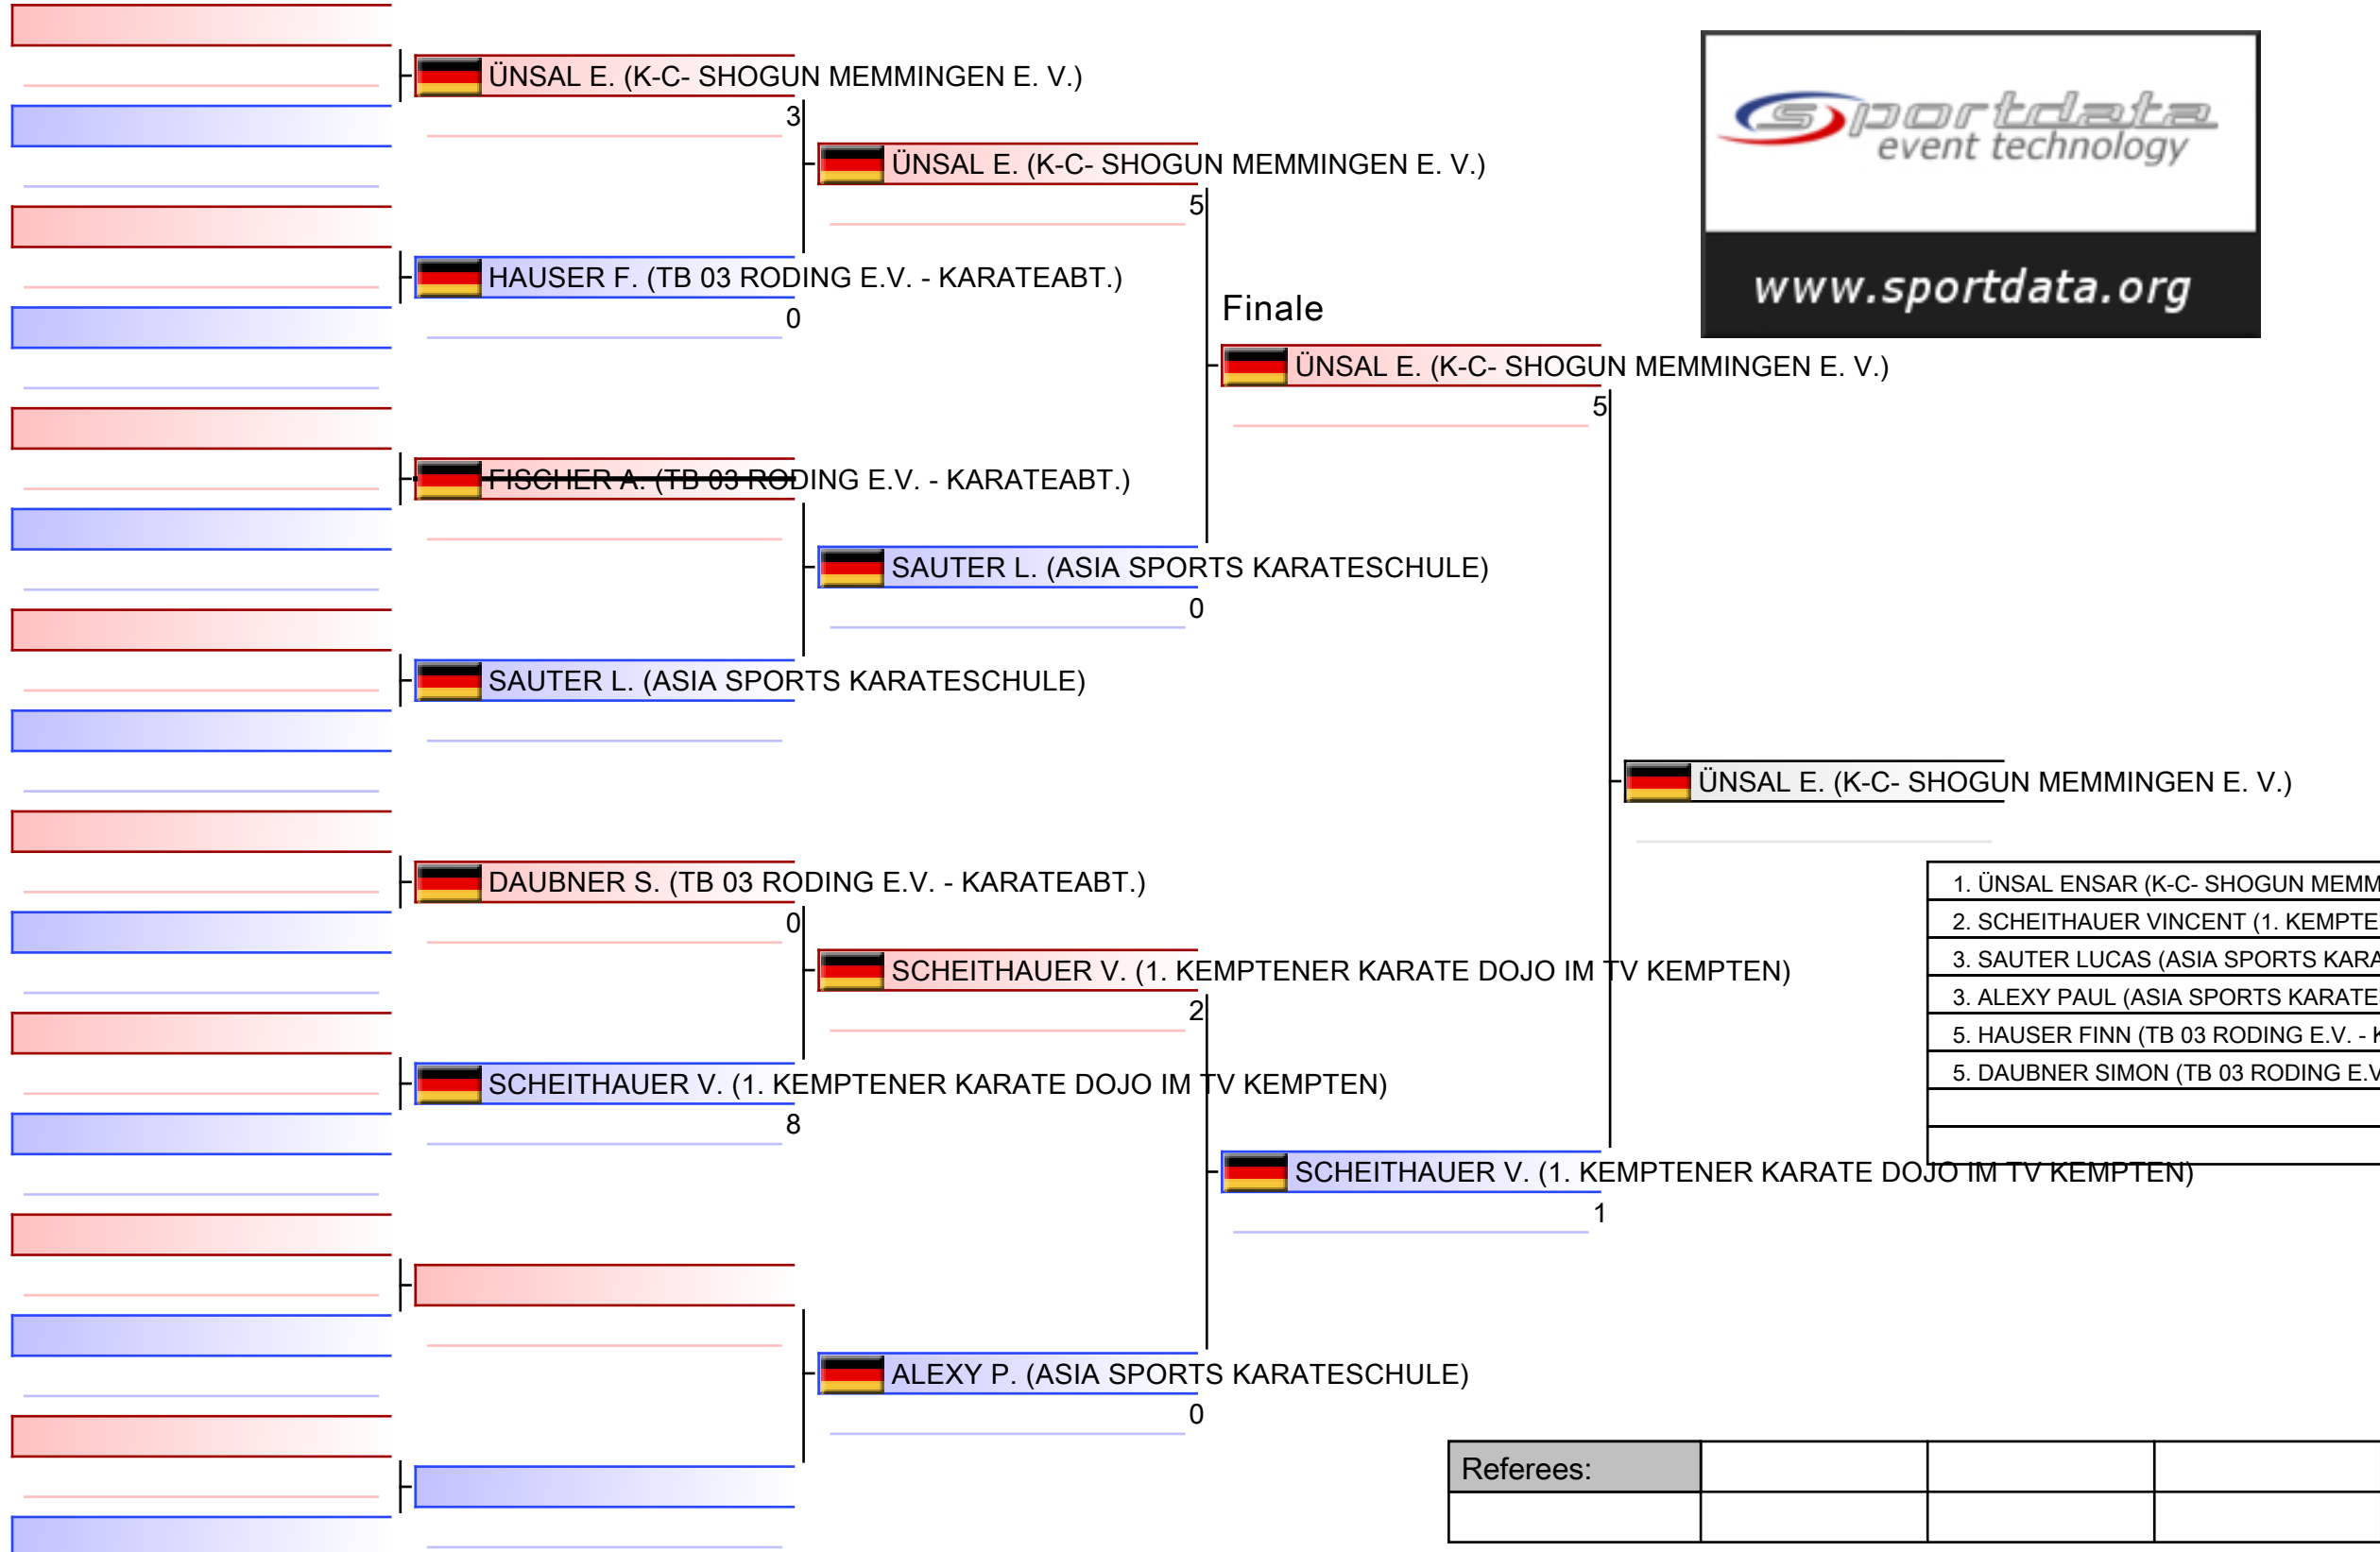 ÜNSAL E. (K-C- SHOGUN MEMMINGEN E. V.)
3
HAUSER F. (TB 03 RODING E.V. - KARATEABT.)
0
FISCHER A. (TB 03 RODING E.V. - KARATEABT.)
SAUTER L. (ASIA SPORTS KARATESCHULE)
DAUBNER S. (TB 03 RODING E.V. - KARATEABT.)
0
SCHEITHAUER V. (1. KEMPTENER KARATE DOJO IM TV KEMPTEN)
8
ÜNSAL E. (K-C- SHOGUN MEMMINGEN E. V.)
5
SAUTER L. (ASIA SPORTS KARATESCHULE)
0
SCHEITHAUER V. (1. KEMPTENER KARATE DOJO IM TV KEMPTEN)
2
ALEXY P. (ASIA SPORTS KARATESCHULE)
0
Finale
ÜNSAL E. (K-C- SHOGUN MEMMINGEN E. V.)
5
SCHEITHAUER V. (1. KEMPTENER KARATE DOJO IM TV KEMPTEN)
1
ÜNSAL E. (K-C- SHOGUN MEMMINGEN E. V.)
sportdata
event technology
www.sportdata.org
1. ÜNSAL ENSAR (K-C- SHOGUN MEMM
2. SCHEITHAUER VINCENT (1. KEMPTE
3. SAUTER LUCAS (ASIA SPORTS KARA
3. ALEXY PAUL (ASIA SPORTS KARATE
5. HAUSER FINN (TB 03 RODING E.V. - K
5. DAUBNER SIMON (TB 03 RODING E.V
Referees: